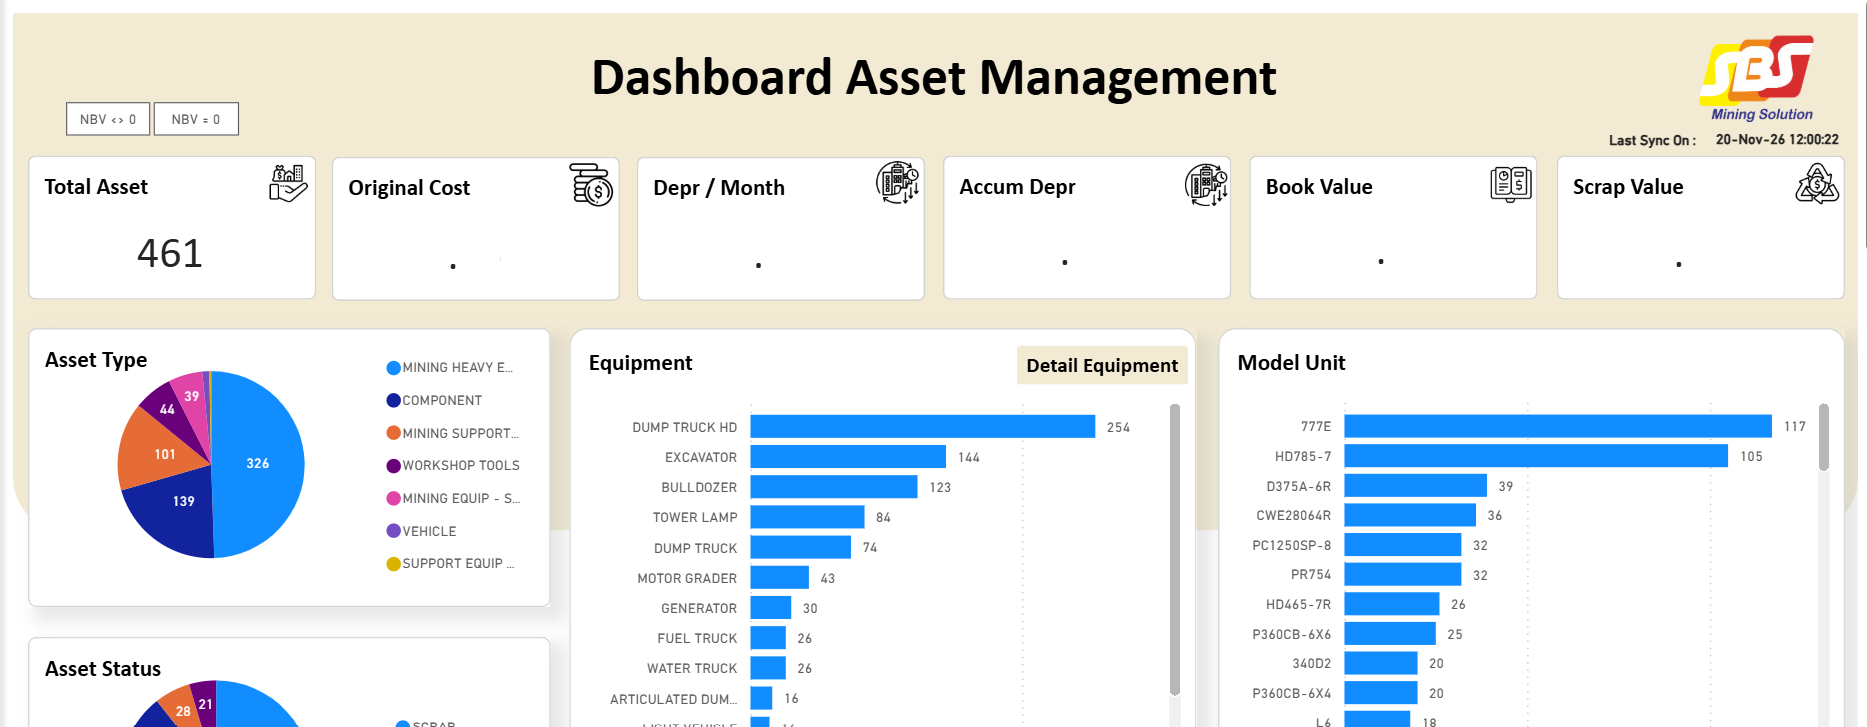 Dashboard Asset Management
SBS
Mining Solution
NBV <> 0
NBV = 0
Last Sync On :
20-Nov-26 12:00:22
Total Asset
461
Original Cost
.
Depr / Month
.
Accum Depr
.
Book Value
.
Scrap Value
.
Asset Type
326
139
101
44
39
MINING HEAVY E...
COMPONENT
MINING SUPPORT...
WORKSHOP TOOLS
MINING EQUIP - S...
VEHICLE
SUPPORT EQUIP ...
Asset Status
28
21
SCRAP
Equipment
Detail Equipment
DUMP TRUCK HD 254
EXCAVATOR 144
BULLDOZER 123
TOWER LAMP 84
DUMP TRUCK 74
MOTOR GRADER 43
GENERATOR 30
FUEL TRUCK 26
WATER TRUCK 26
ARTICULATED DUM... 16
LIGHT VEHICLE
Model Unit
777E 117
HD785-7 105
D375A-6R 39
CWE28064R 36
PC1250SP-8 32
PR754 32
HD465-7R 26
P360CB-6X6 25
340D2 20
P360CB-6X4 20
L6 18